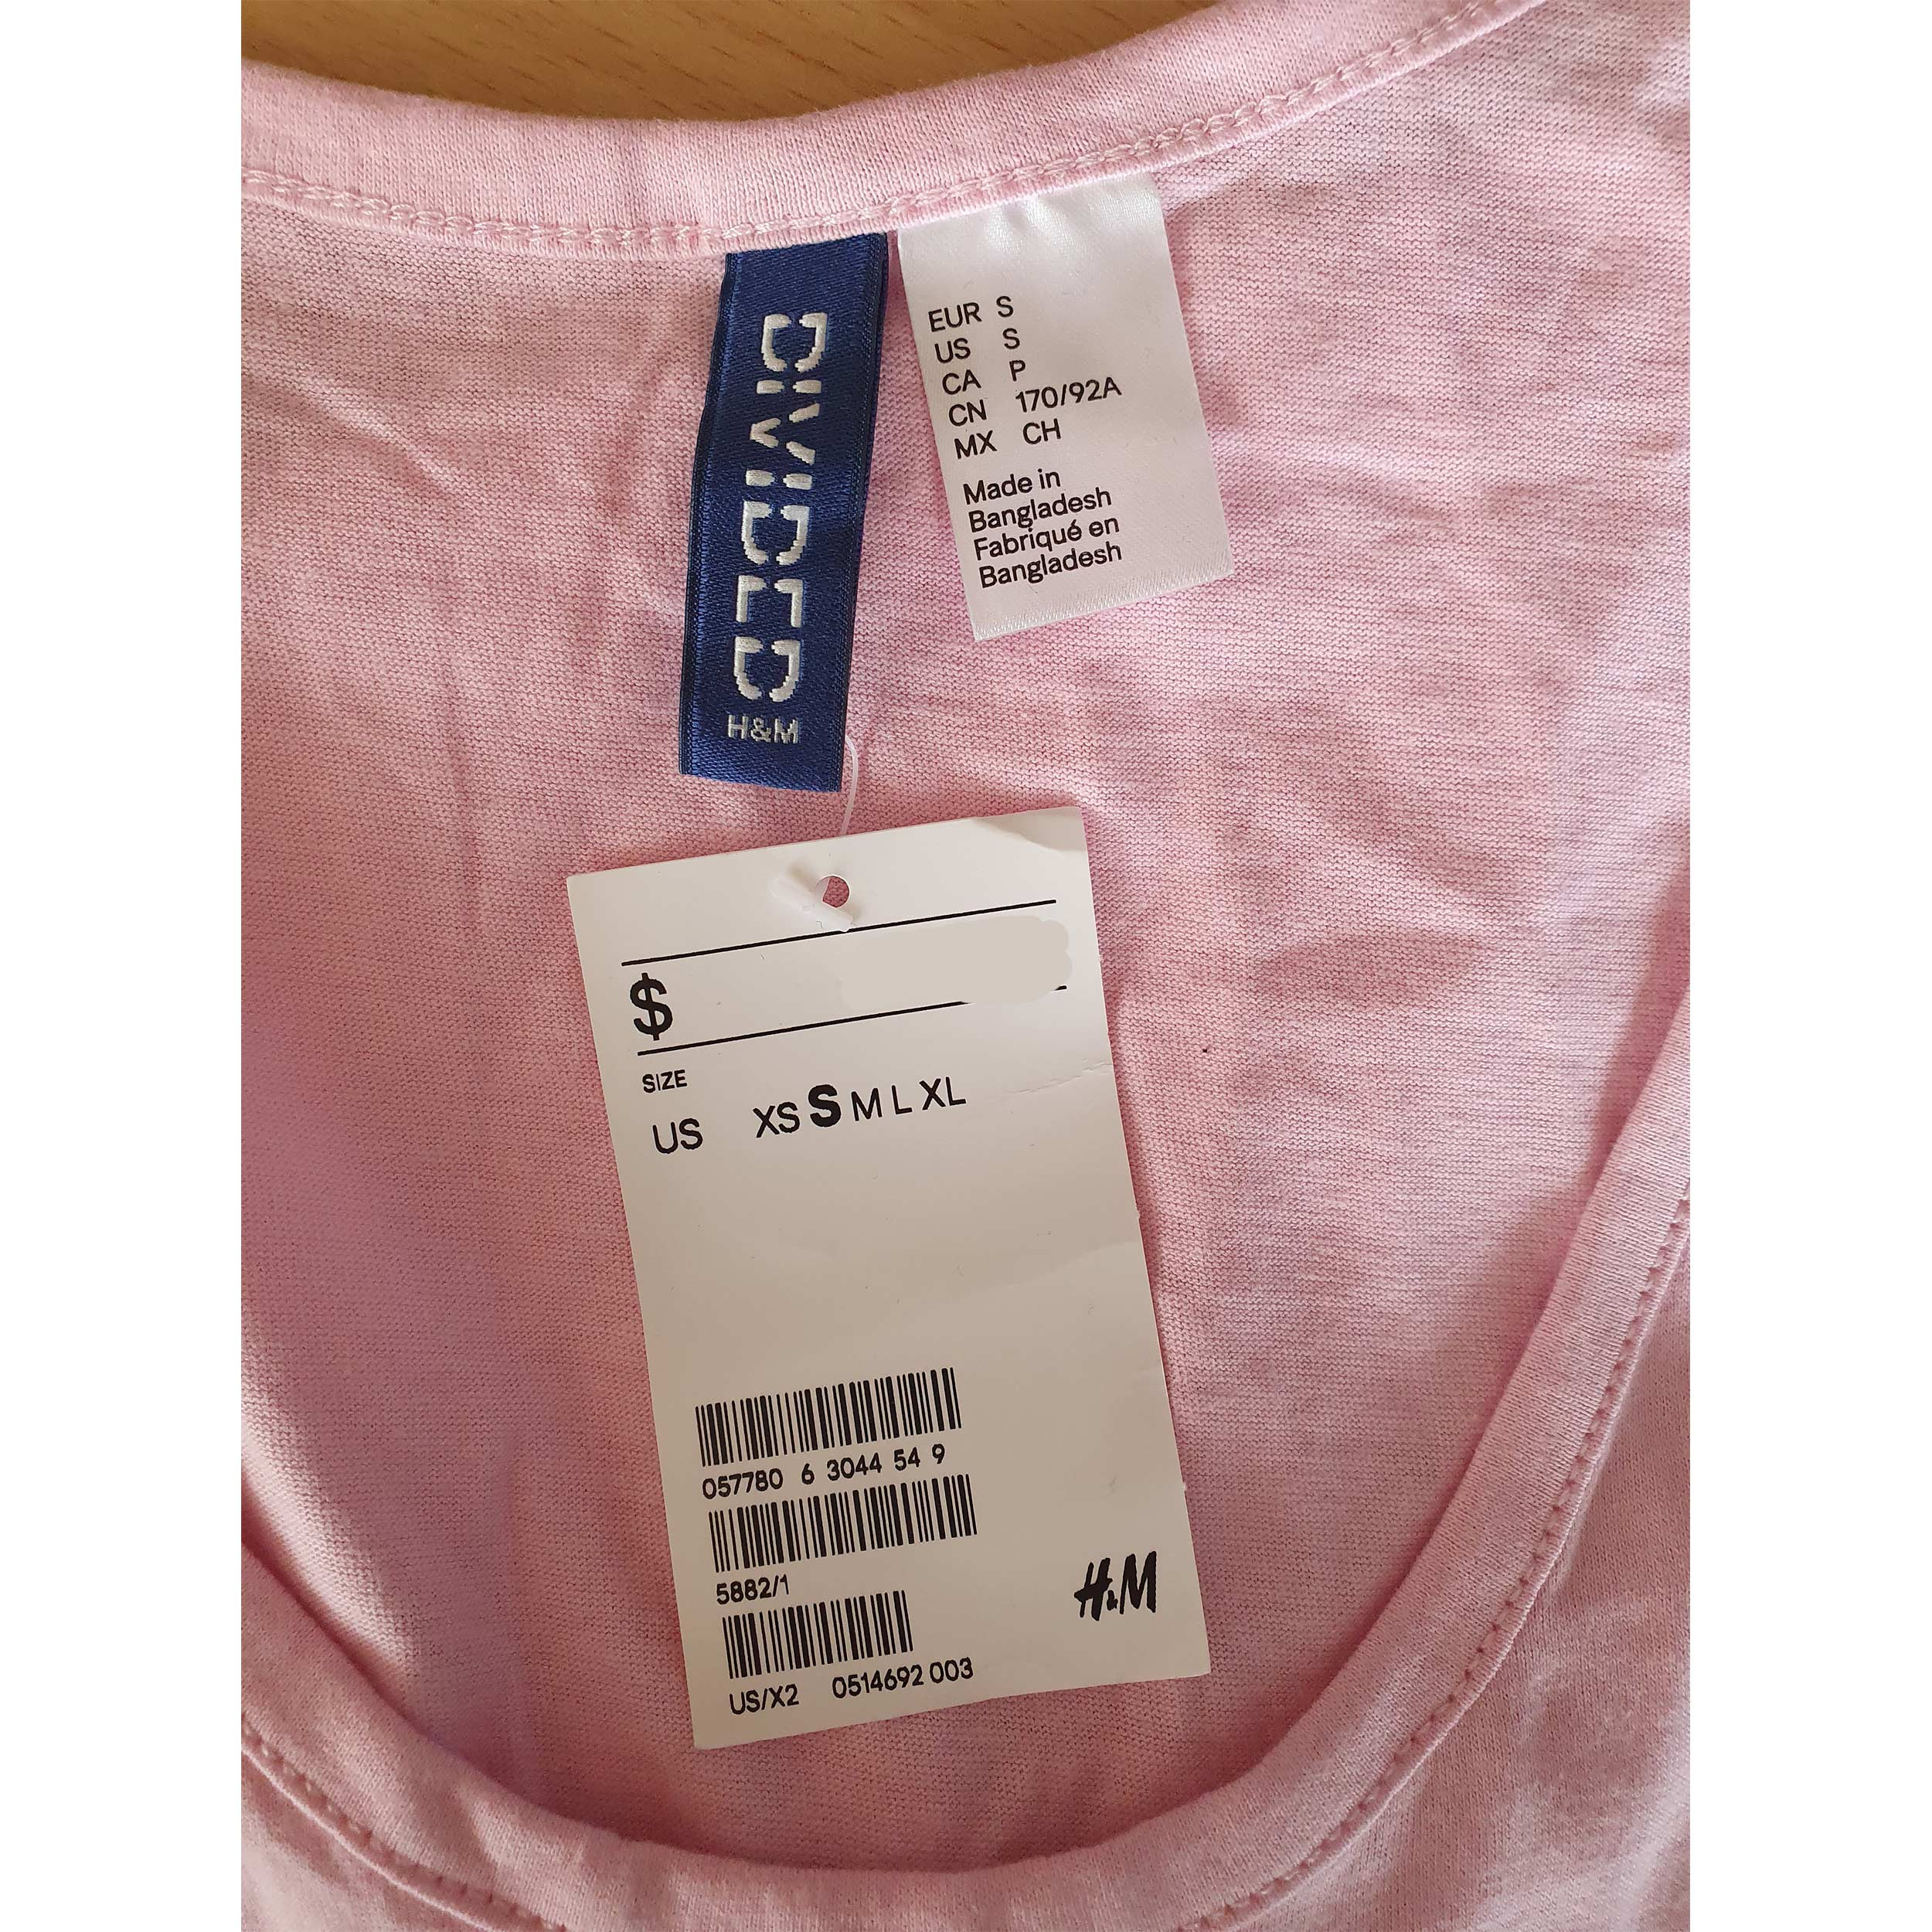 DIVIDED
H&M
EUR S
US S
CA P
CN 170/92A
MX CH
Made in
Bangladesh
Fabriqué en
Bangladesh
$
SIZE
US XS S M L XL
057780 6 3044 54 9
5882/1
H&M
US/X2 0514692 003